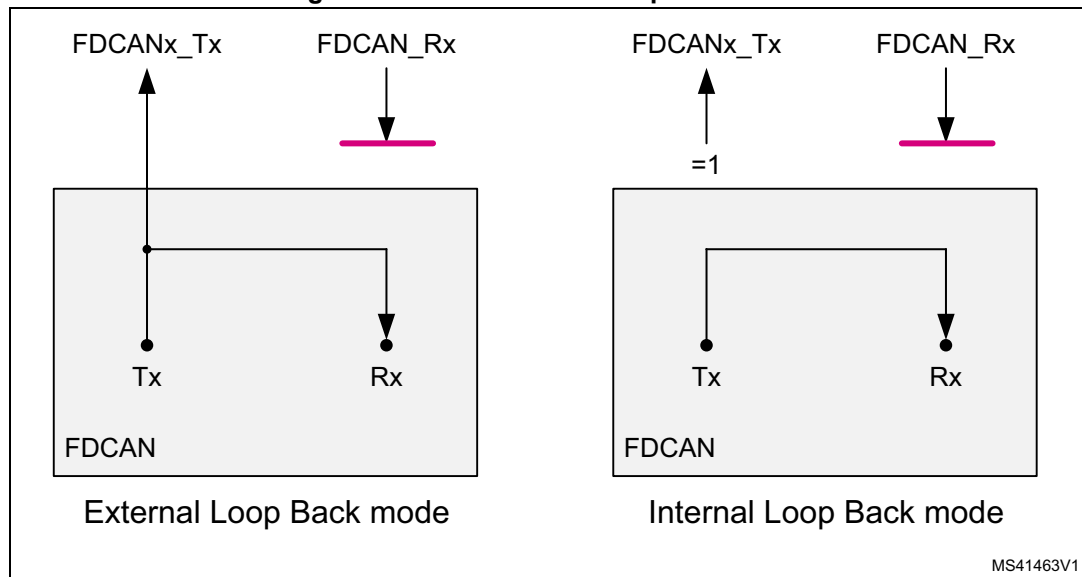 FDCANx_Tx FDCAN_Rx FDCANx_Tx FDCAN_Rx
=1
Tx Rx Tx Rx
FDCAN FDCAN
External Loop Back mode Internal Loop Back mode
MS41463V1